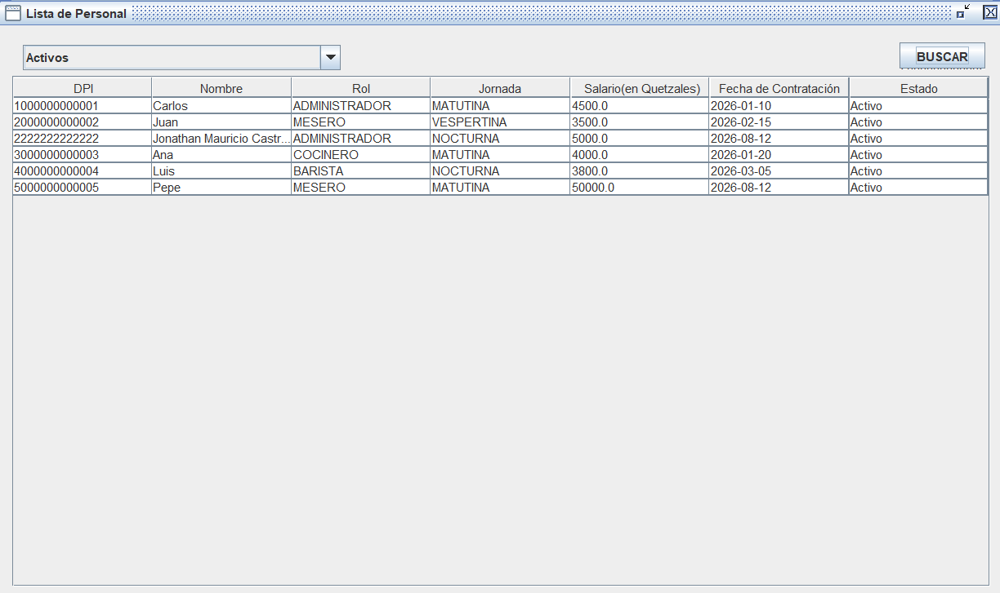 Lista de Personal
Activos
BUSCAR
DPI Nombre Rol Jornada Salario(en Quetzales) Fecha de Contratación Estado
1000000000001 Carlos ADMINISTRADOR MATUTINA 4500.0 2026-01-10 Activo
2000000000002 Juan MESERO VESPERTINA 3500.0 2026-02-15 Activo
2222222222222 Jonathan Mauricio Castr... ADMINISTRADOR NOCTURNA 5000.0 2026-08-12 Activo
3000000000003 Ana COCINERO MATUTINA 4000.0 2026-01-20 Activo
4000000000004 Luis BARISTA NOCTURNA 3800.0 2026-03-05 Activo
5000000000005 Pepe MESERO MATUTINA 50000.0 2026-08-12 Activo